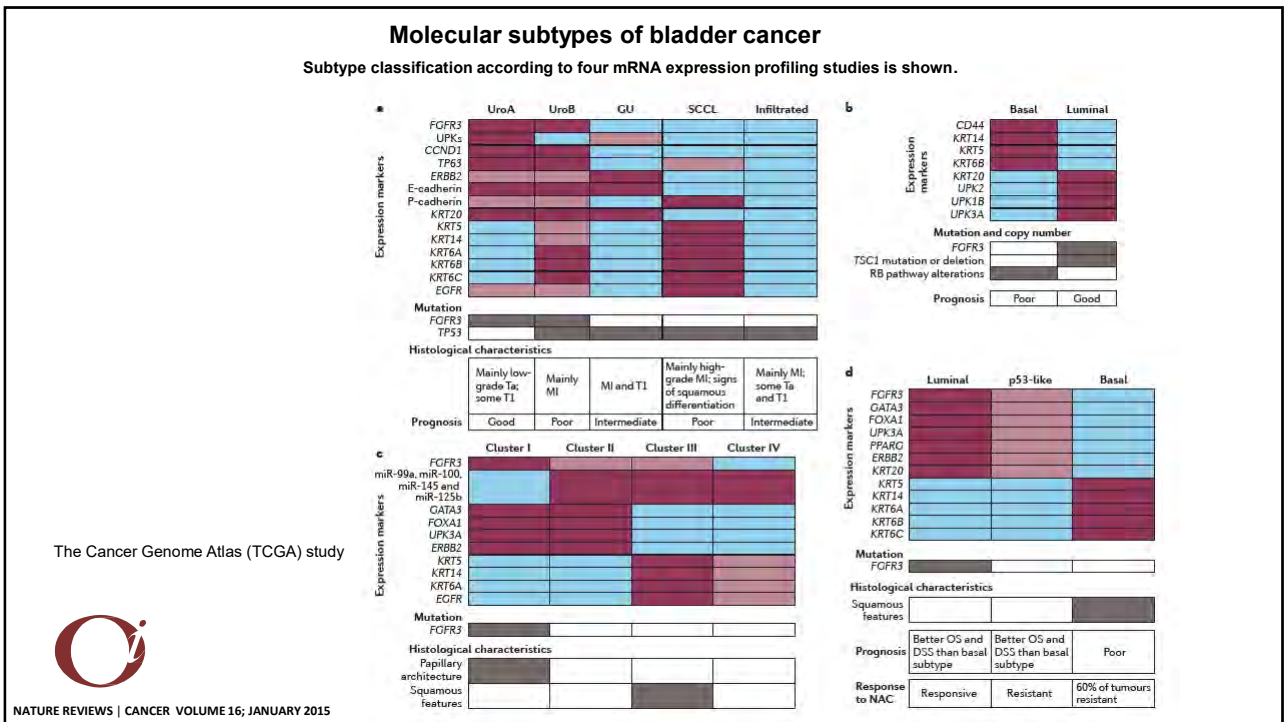 Molecular subtypes of bladder cancer
Subtype classification according to four mRNA expression profiling studies is shown.
a
UroA UroB GU SCCL Infiltrated
Expression markers
FGFR3
UPKs
CCND1
TP63
ERBB2
E-cadherin
P-cadherin
KRT20
KRT5
KRT14
KRT6A
KRT6B
KRT6C
EGFR
Mutation
FGFR3
TP53
Histological characteristics
Mainly low-
grade Ta;
some T1
Mainly
MI
MI and T1
Mainly high-
grade MI; signs
of squamous
differentiation
Mainly MI;
some Ta
and T1
Prognosis Good Poor Intermediate Poor Intermediate
b
Basal Luminal
Expression
markers
CD44
KRT14
KRT5
KRT6B
KRT20
UPK2
UPK1B
UPK3A
Mutation and copy number
FGFR3
TSC1 mutation or deletion
RB pathway alterations
Prognosis Poor Good
c
Cluster I Cluster II Cluster III Cluster IV
Expression markers
FGFR3
miR-99a, miR-100,
miR-145 and
miR-125b
GATA3
FOXA1
UPK3A
ERBB2
KRT5
KRT14
KRT6A
EGFR
Mutation
FGFR3
Histological characteristics
Papillary
architecture
Squamous
features
d
Luminal p53-like Basal
Expression markers
FGFR3
GATA3
FOXA1
UPK3A
PPARG
ERBB2
KRT20
KRT5
KRT14
KRT6A
KRT6B
KRT6C
Mutation
FGFR3
Histological characteristics
Squamous
features
Prognosis
Better OS and
DSS than basal
subtype
Better OS and
DSS than basal
subtype
Poor
Response
to NAC
Responsive
Resistant
60% of tumours
resistant
The Cancer Genome Atlas (TCGA) study
Oi
NATURE REVIEWS | CANCER VOLUME 16; JANUARY 2015